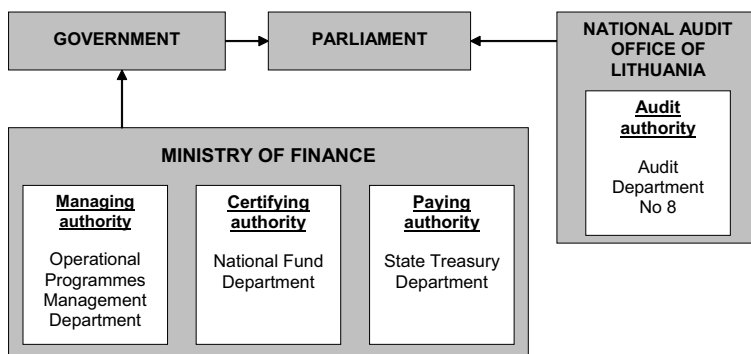 GOVERNMENT
PARLIAMENT
NATIONAL AUDIT
OFFICE OF
LITHUANIA
Audit
authority
Audit
Department
No 8
MINISTRY OF FINANCE
Managing
authority
Operational
Programmes
Management
Department
Certifying
authority
National Fund
Department
Paying
authority
State Treasury
Department